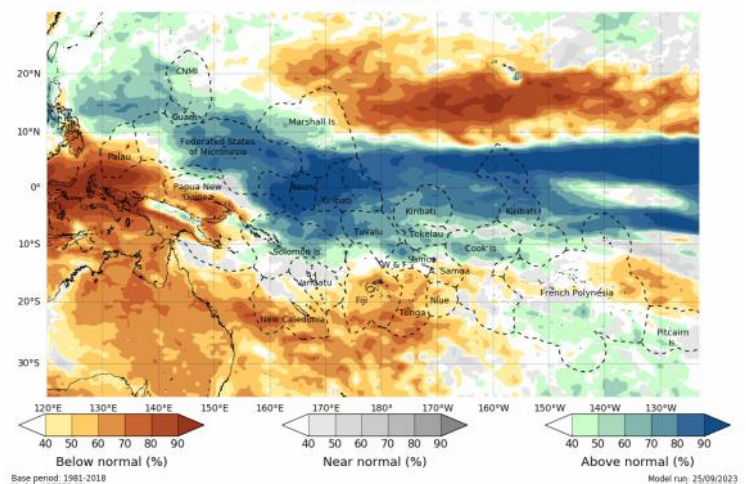 20°N
CNMI
Guam
Marshall Is.
10°N
Federated States
of Micronesia
Palau
0°
Papua New
Guinea
Nauru
Kiribati
Kiribati
Kiribati
Tuvalu
Tokelau
10°S
Solomon Is.
Samoa
Cook Is
W & F
A. Samoa
Vanuatu
French Polynesia
20°S
Fiji
Niue
Tonga
New Caledonia
Pitcairn
Is.
30°S
120°E 130°E 140°E 150°E 160°E 170°E 180° 170°W 160°W 150°W 140°W 130°W
40 50 60 70 80 90 40 50 60 70 80 90 40 50 60 70 80 90
Below normal (%) Near normal (%) Above normal (%)
Base period: 1981-2018 Model run: 25/09/2023